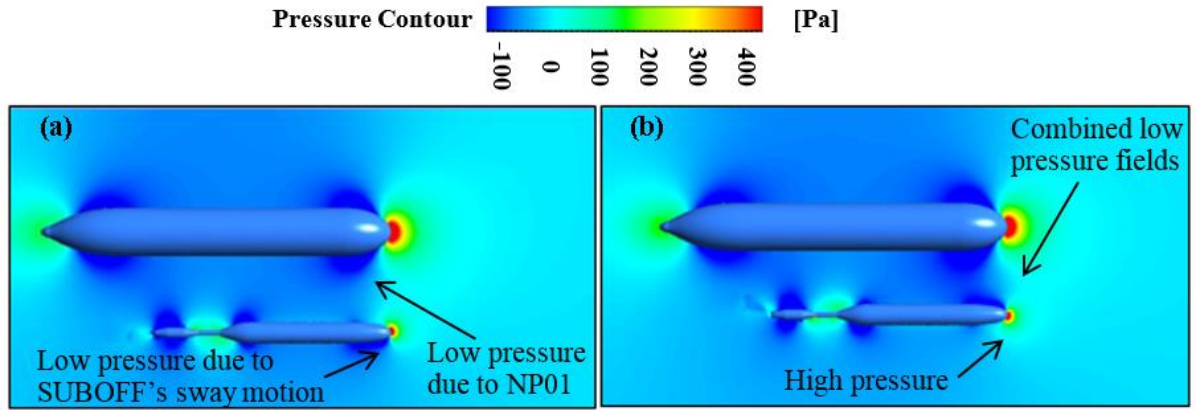 Pressure Contour [Pa]
-100 0 100 200 300 400
(a)
Low pressure due to
SUBOFF's sway motion
Low pressure
due to NP01
(b)
Combined low
pressure fields
High pressure